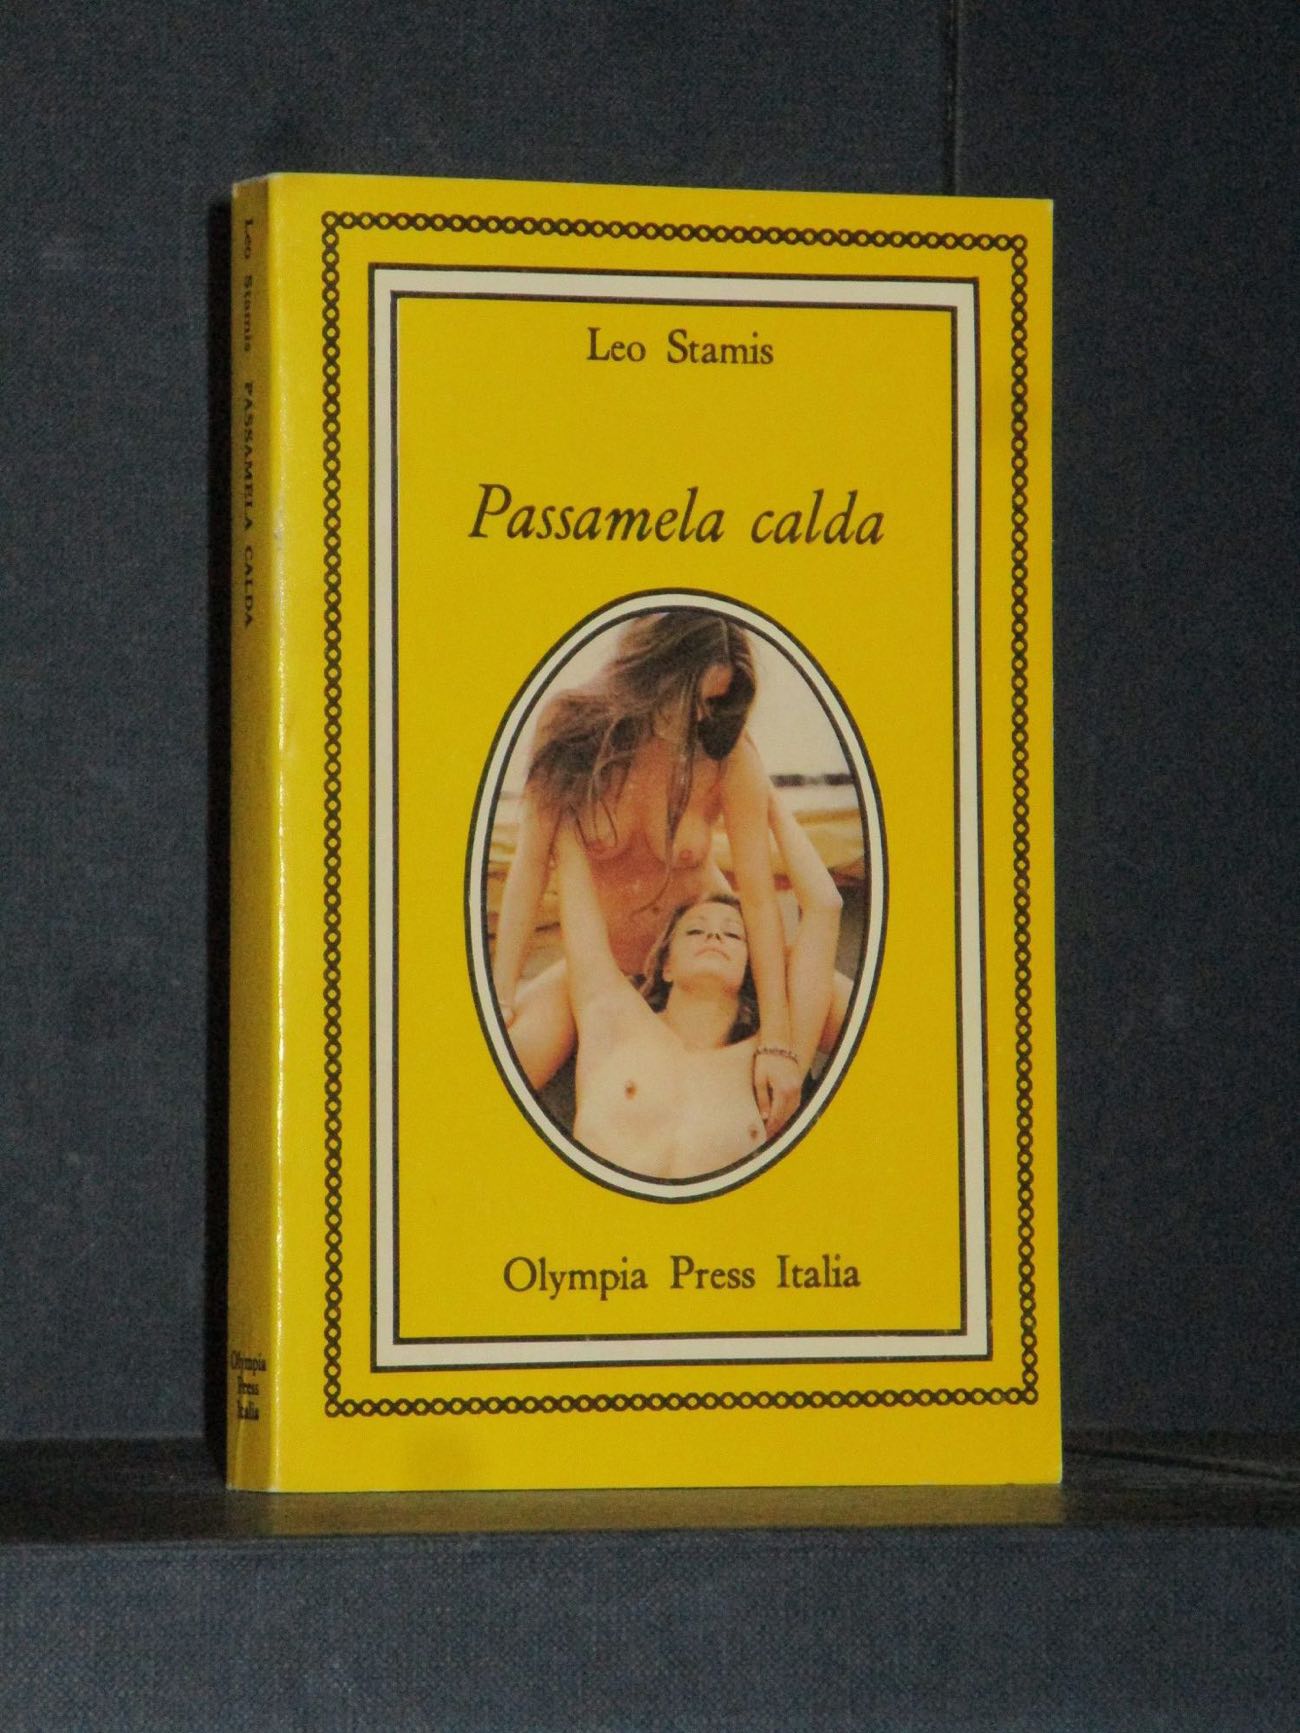 Leo Stamis
Passamela calda
Olympia Press Italia
Leo Stamis PASSAMELA CALDA
Olympia
Press
Italia